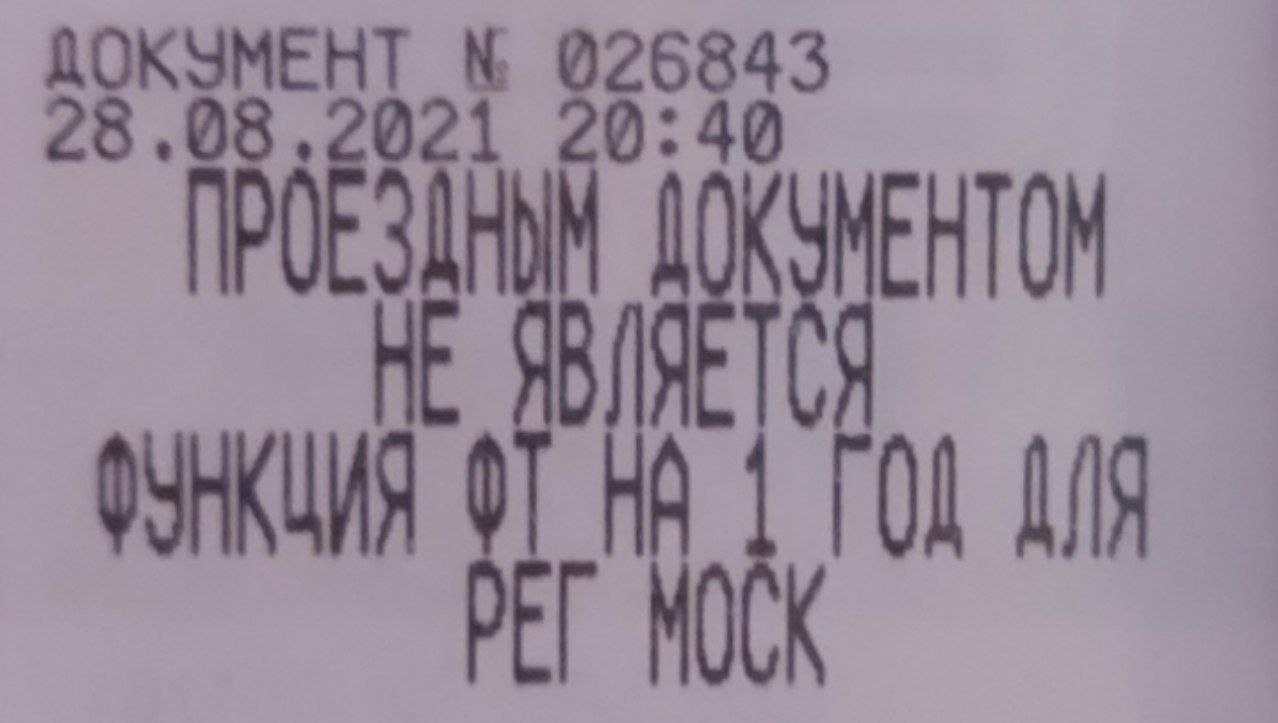 ДОКУМЕНТ № 026843
28.08.2021 20:40
ПРОЕЗДНЫМ ДОКУМЕНТОМ
НЕ ЯВЛЯЕТСЯ
ФУНКЦИЯ ФТ НА 1 ГОД ДЛЯ
РЕГ МОСК